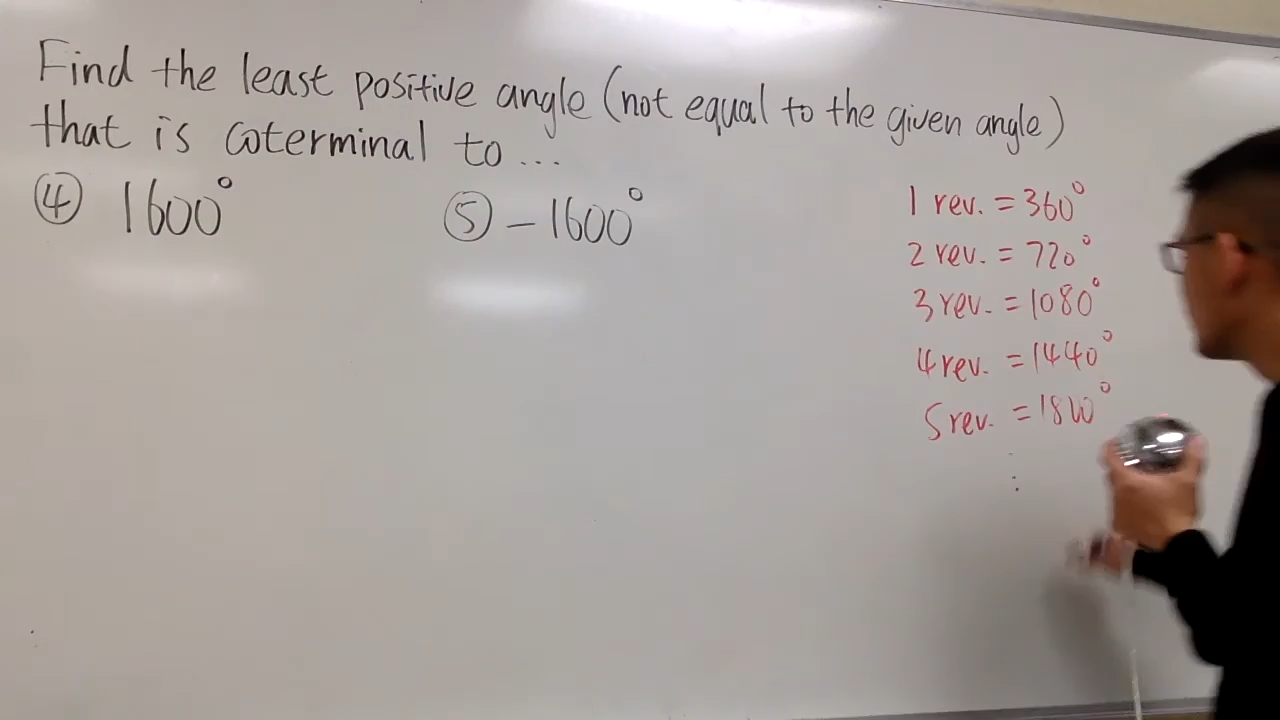 Find the least positive angle (not equal to the given angle)
that is coterminal to ...
④ 1600° ⑤ -1600°
1 rev. = 360°
2 rev. = 720°
3 rev. = 1080°
4 rev. = 1440°
5 rev. = 1800°
⋮